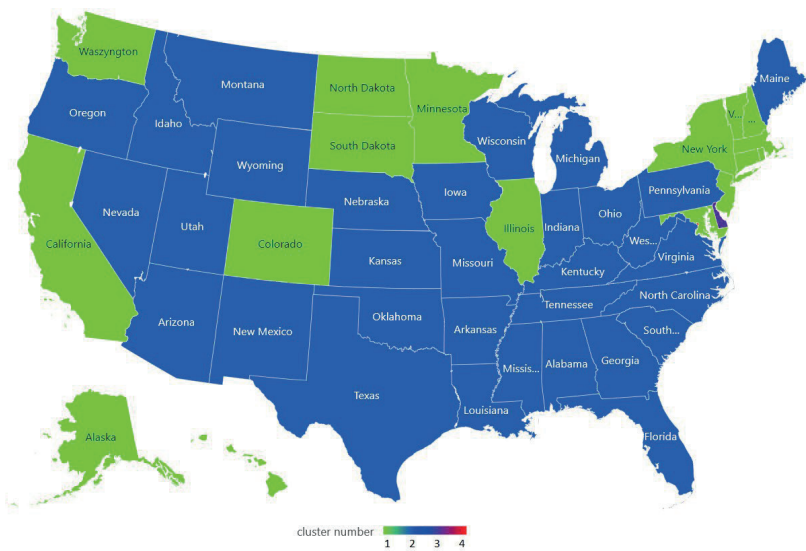 Waszyngton
Montana
North Dakota
Minnesota
Maine
Oregon
Idaho
Wisconsin
V...
...
South Dakota
New York
Michigan
Wyoming
Iowa
Pennsylvania
Nebraska
Nevada
Utah
Illinois
Indiana
Ohio
California
Colorado
Wes...
Virginia
Kansas
Missouri
Kentucky
North Carolina
Tennessee
Arizona
New Mexico
Oklahoma
Arkansas
South...
Missis...
Alabama
Georgia
Texas
Louisiana
Alaska
Florida
cluster number
1 2 3 4